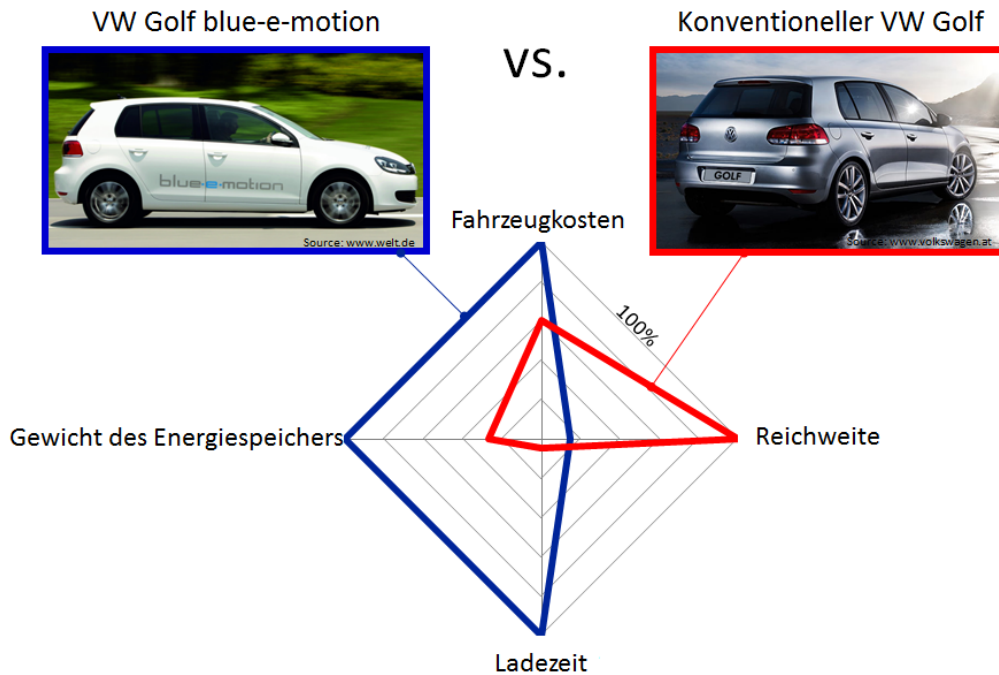 VW Golf blue-e-motion
Konventioneller VW Golf
vs.
blue-e-motion
Source: www.welt.de
GOLF
Source: www.volkswagen.at
Fahrzeugkosten
100%
Gewicht des Energiespeichers
Reichweite
Ladezeit